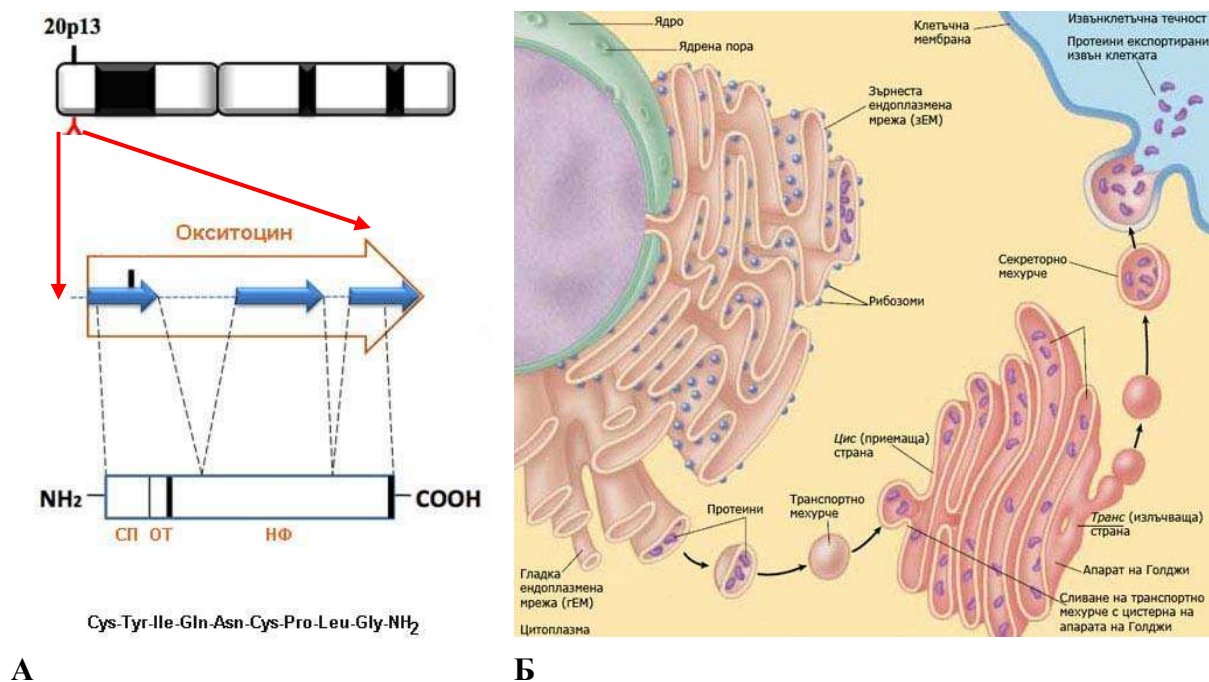 20p13
Окситоцин
NH2
COOH
СП
ОТ
НФ
Cys-Tyr-Ile-Gln-Asn-Cys-Pro-Leu-Gly-NH2
А
Ядро
Ядрена пора
Клетъчна
мембрана
Извънклетъчна течност
Протеини експортирани
извън клетката
Зърнеста
ендоплазмена
мрежа (зЕМ)
Секреторно
мехурче
Рибозоми
Цис (приемаща)
страна
Протеини
Транспортно
мехурче
Транс (излъчваща)
страна
Гладка
ендоплазмена
мрежа (гЕМ)
Апарат на Голджи
Сливане на транспортно
мехурче с цистерна на
апарата на Голджи
Цитоплазма
Б